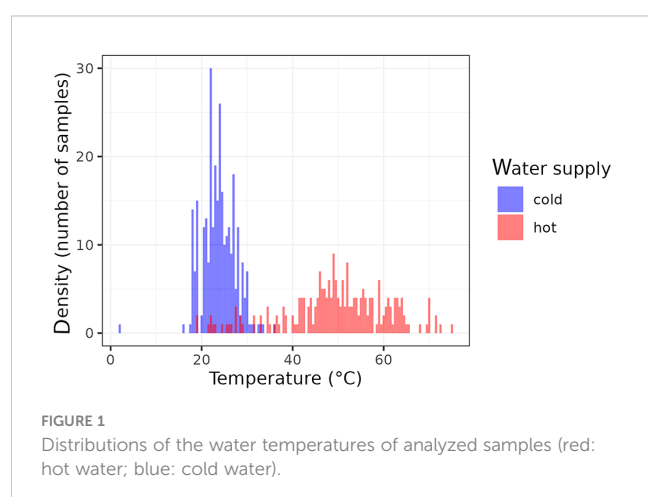 30
20
10
0
Density (number of samples)
0 20 40 60
Temperature (°C)
Water supply
cold
hot
FIGURE 1
Distributions of the water temperatures of analyzed samples (red:
hot water; blue: cold water).